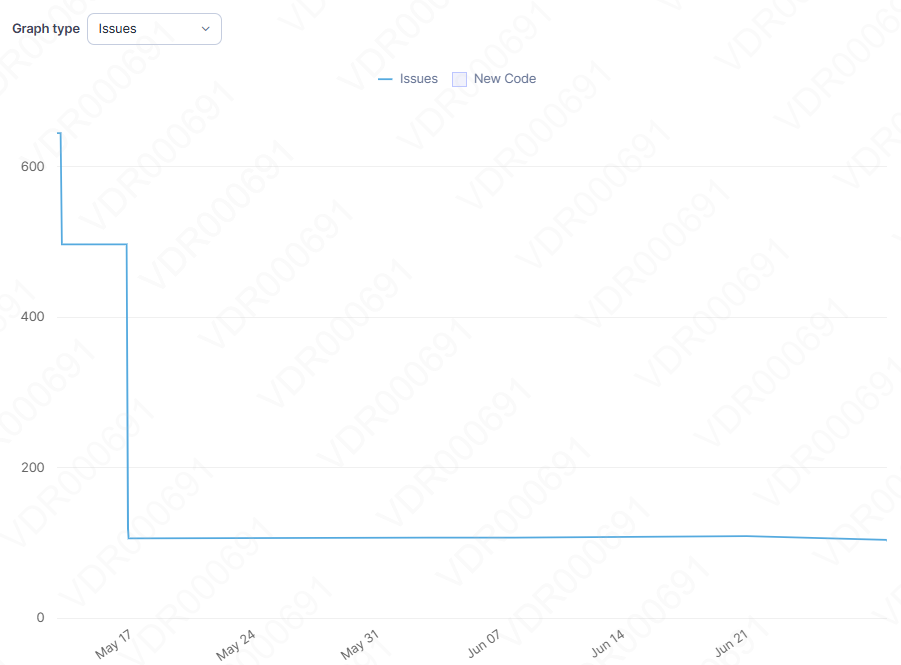 Graph type Issues
Issues New Code
600
400
200
0
May 17 May 24 May 31 Jun 07 Jun 14 Jun 21
VDR000691